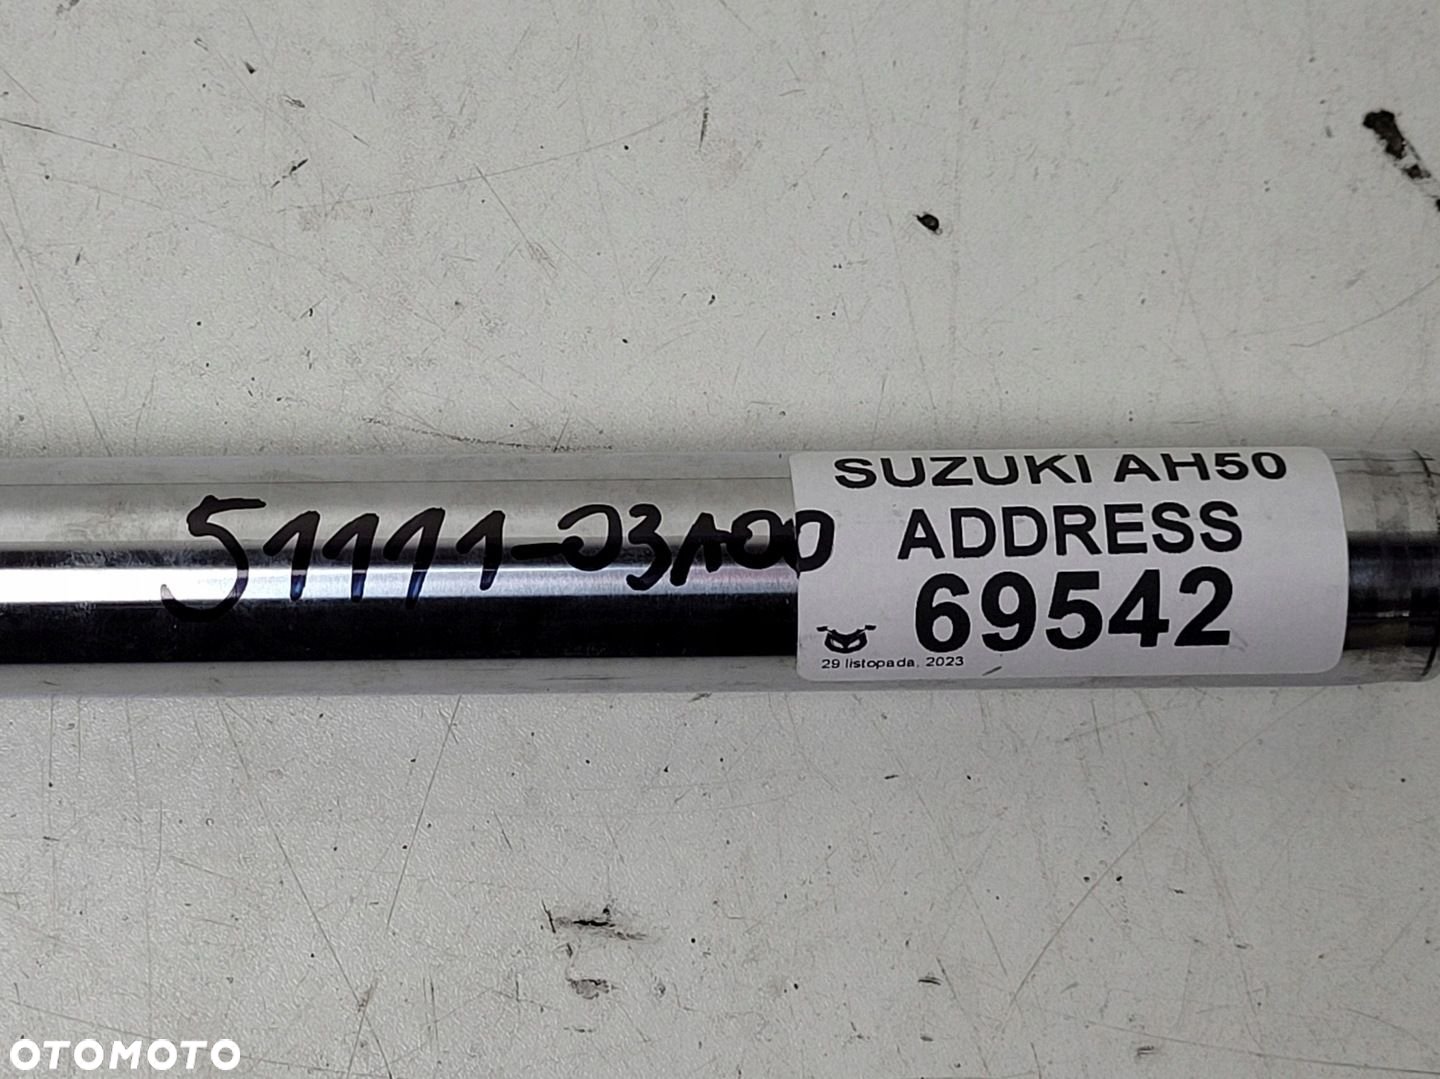 51111-03A00
SUZUKI AH50
ADDRESS
69542
29 listopada, 2023
OTOMOTO